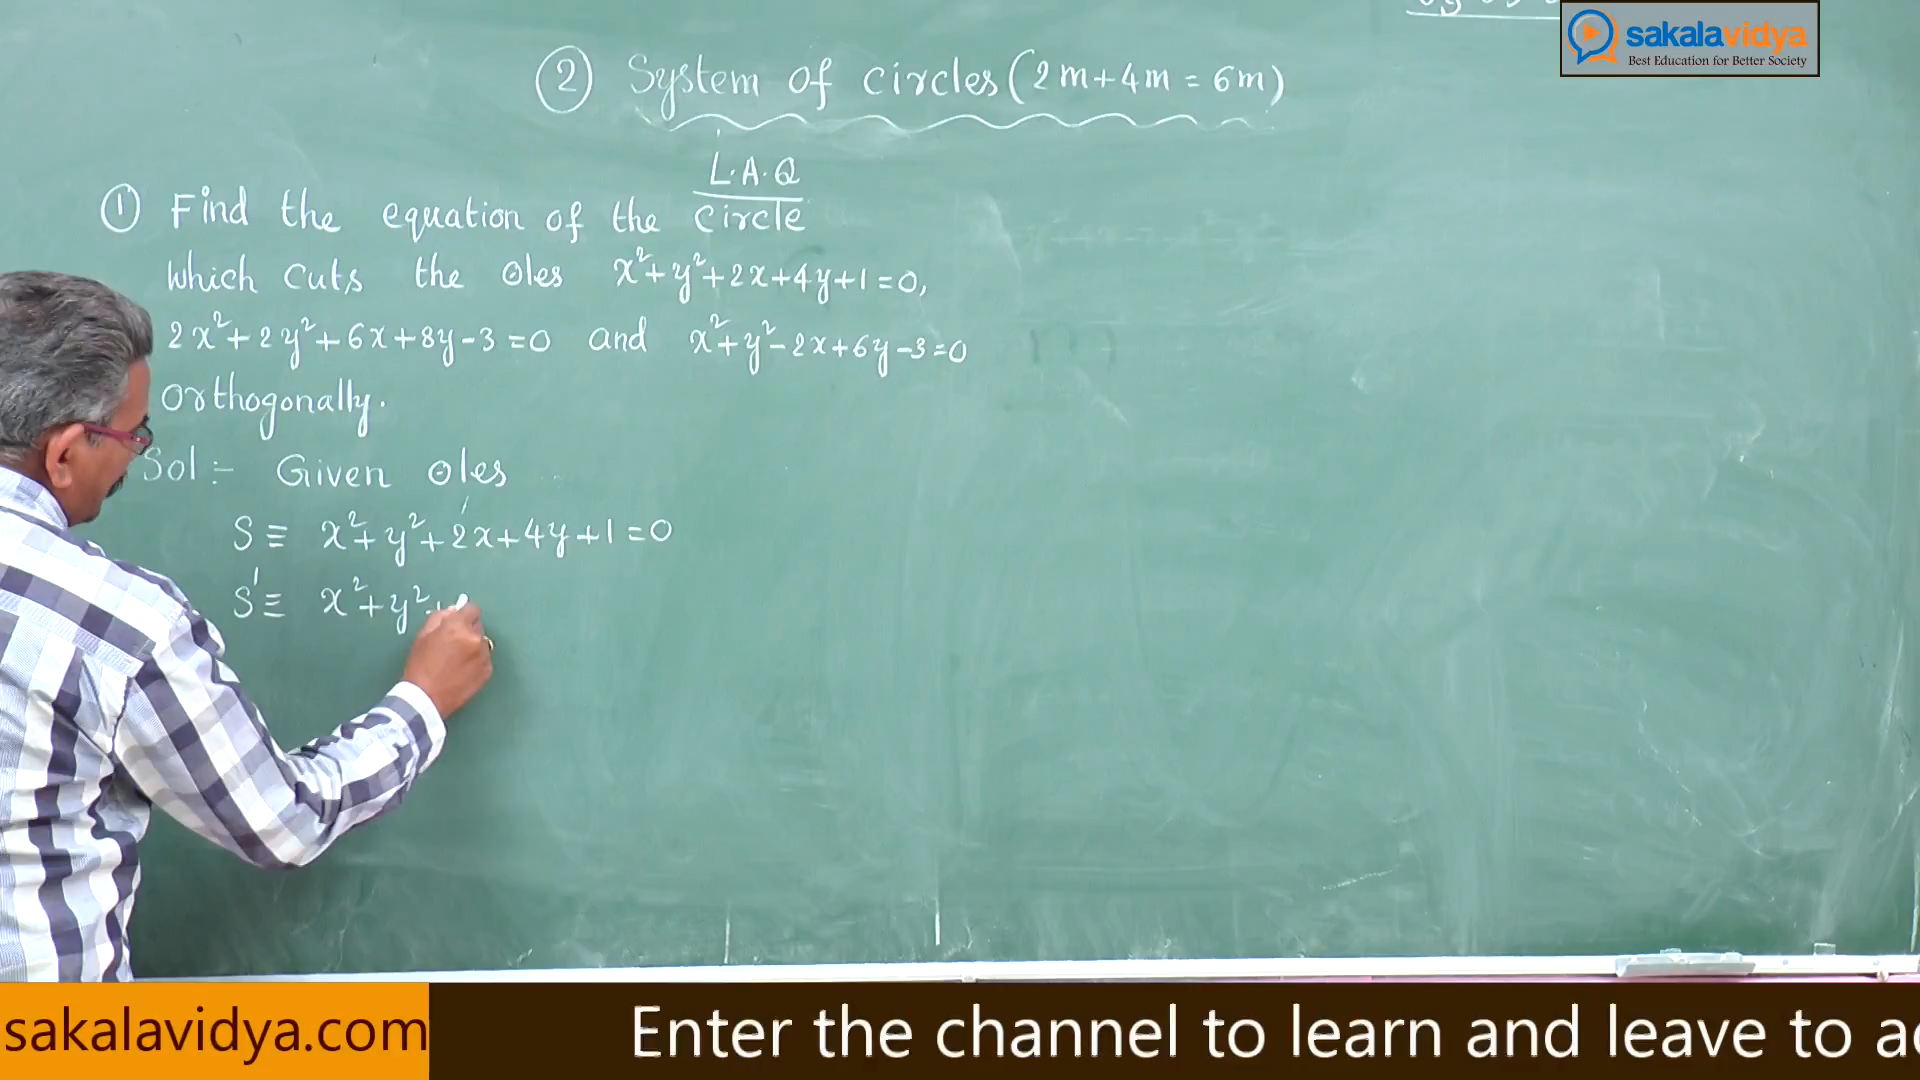 sakalavidya
Best Education for Better Society
② System of circles (2m+4m=6m)
L.A.Q
① Find the equation of the circle
which cuts the ʘles x²+y²+2x+4y+1=0,
2x²+2y²+6x+8y-3=0 and x²+y²-2x+6y-3=0
Orthogonally.
Sol:- Given ʘles
S ≡ x²+y²+2x+4y+1=0
S' ≡ x²+y²+
sakalavidya.com
Enter the channel to learn and leave to